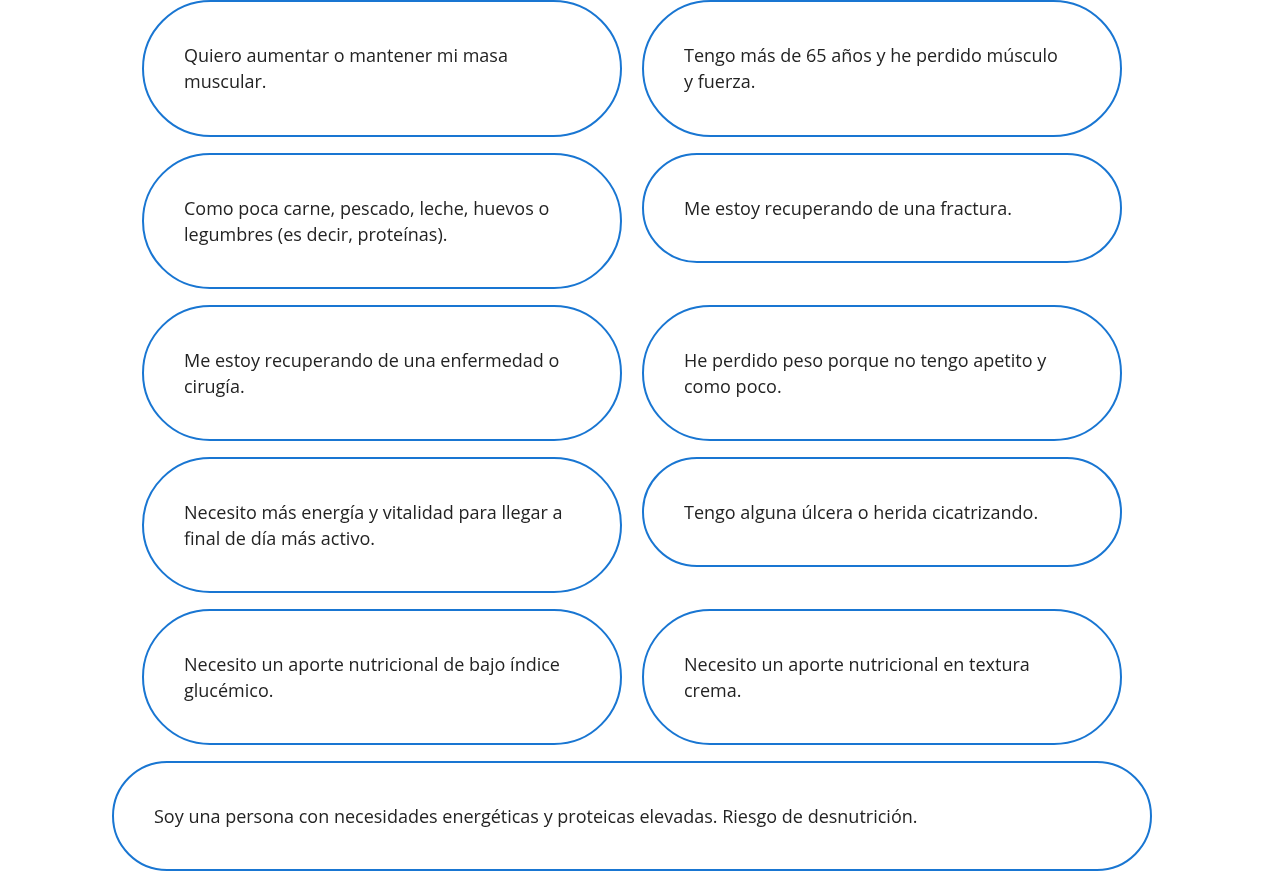 Quiero aumentar o mantener mi masa
muscular.
Tengo más de 65 años y he perdido músculo
y fuerza.
Como poca carne, pescado, leche, huevos o
legumbres (es decir, proteínas).
Me estoy recuperando de una fractura.
Me estoy recuperando de una enfermedad o
cirugía.
He perdido peso porque no tengo apetito y
como poco.
Necesito más energía y vitalidad para llegar a
final de día más activo.
Tengo alguna úlcera o herida cicatrizando.
Necesito un aporte nutricional de bajo índice
glucémico.
Necesito un aporte nutricional en textura
crema.
Soy una persona con necesidades energéticas y proteicas elevadas. Riesgo de desnutrición.